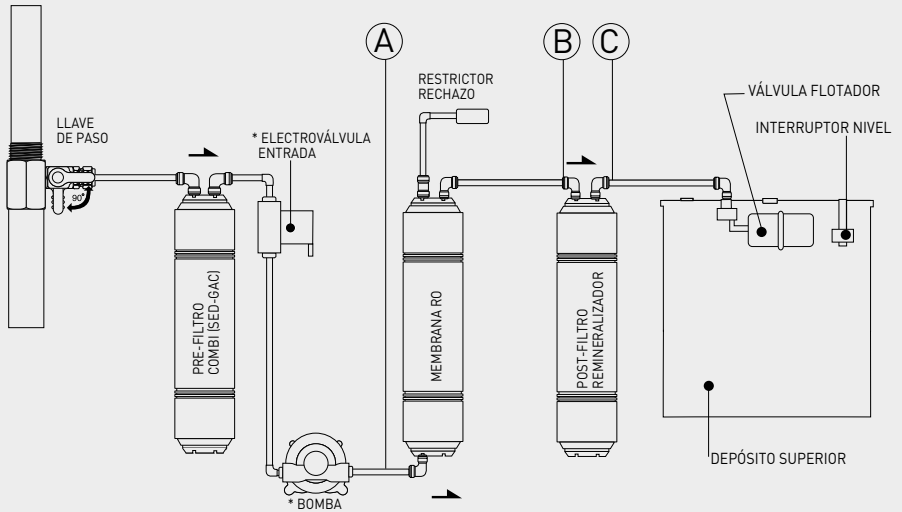 A
B
C
RESTRICTOR
RECHAZO
VÁLVULA FLOTADOR
INTERRUPTOR NIVEL
LLAVE
DE PASO
* ELECTROVÁLVULA
ENTRADA
90°
PRE-FILTRO
COMBI (SED-GAC)
MEMBRANA RO
POST-FILTRO
REMINERALIZADOR
DEPÓSITO SUPERIOR
* BOMBA